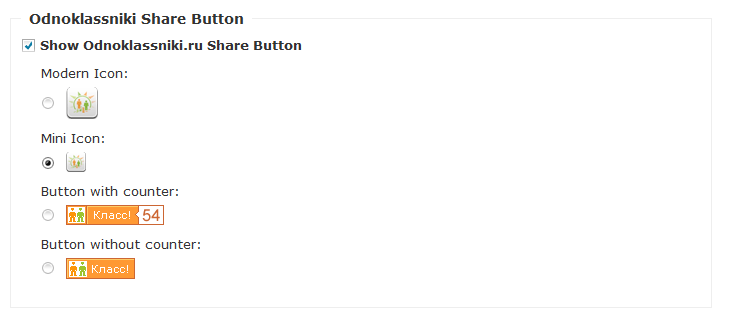 Odnoklassniki Share Button
Show Odnoklassniki.ru Share Button
Modern Icon:
Mini Icon:
Button with counter:
Класс! 54
Button without counter:
Класс!